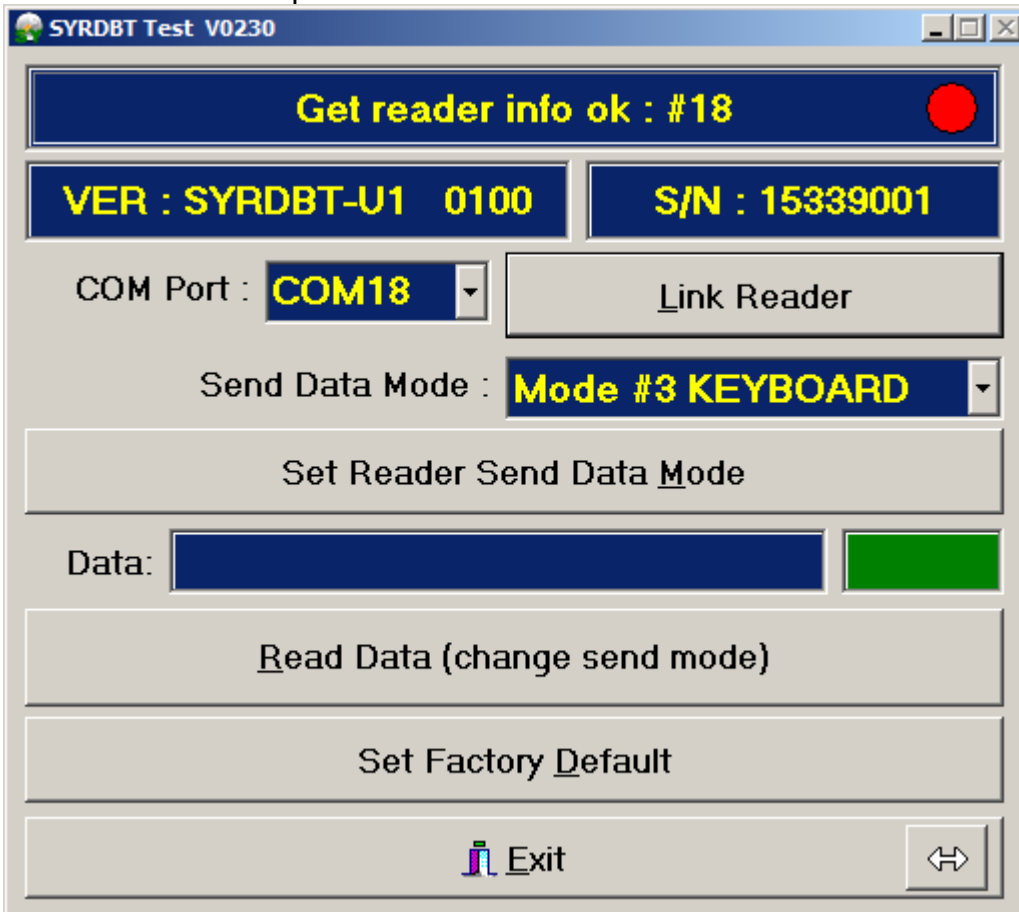 SYRDBT Test V0230
Get reader info ok : #18
VER : SYRDBT-U1 0100
S/N : 15339001
COM Port : COM18
Link Reader
Send Data Mode : Mode #3 KEYBOARD
Set Reader Send Data Mode
Data:
Read Data (change send mode)
Set Factory Default
Exit